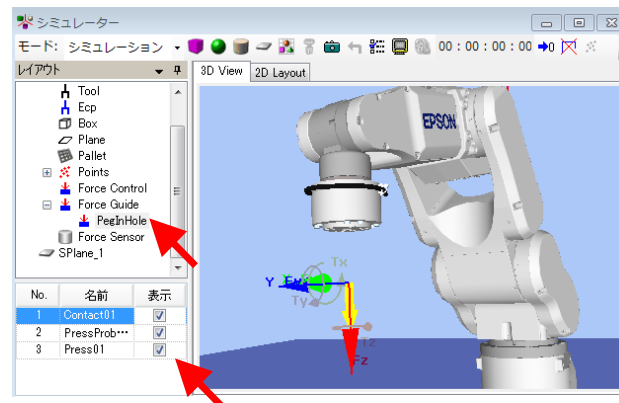 シミュレーター
モード: シミュレーション 00 : 00 : 00 : 00
レイアウト
3D View 2D Layout
Tool
Ecp
Box
Plane
Pallet
Points
Force Control
Force Guide
PegInHole
Force Sensor
SPlane_1
EPSON
Tx
Y
Ty
Tz
Fz
No. 名前 表示
1 Contact01
2 PressProb…
3 Press01